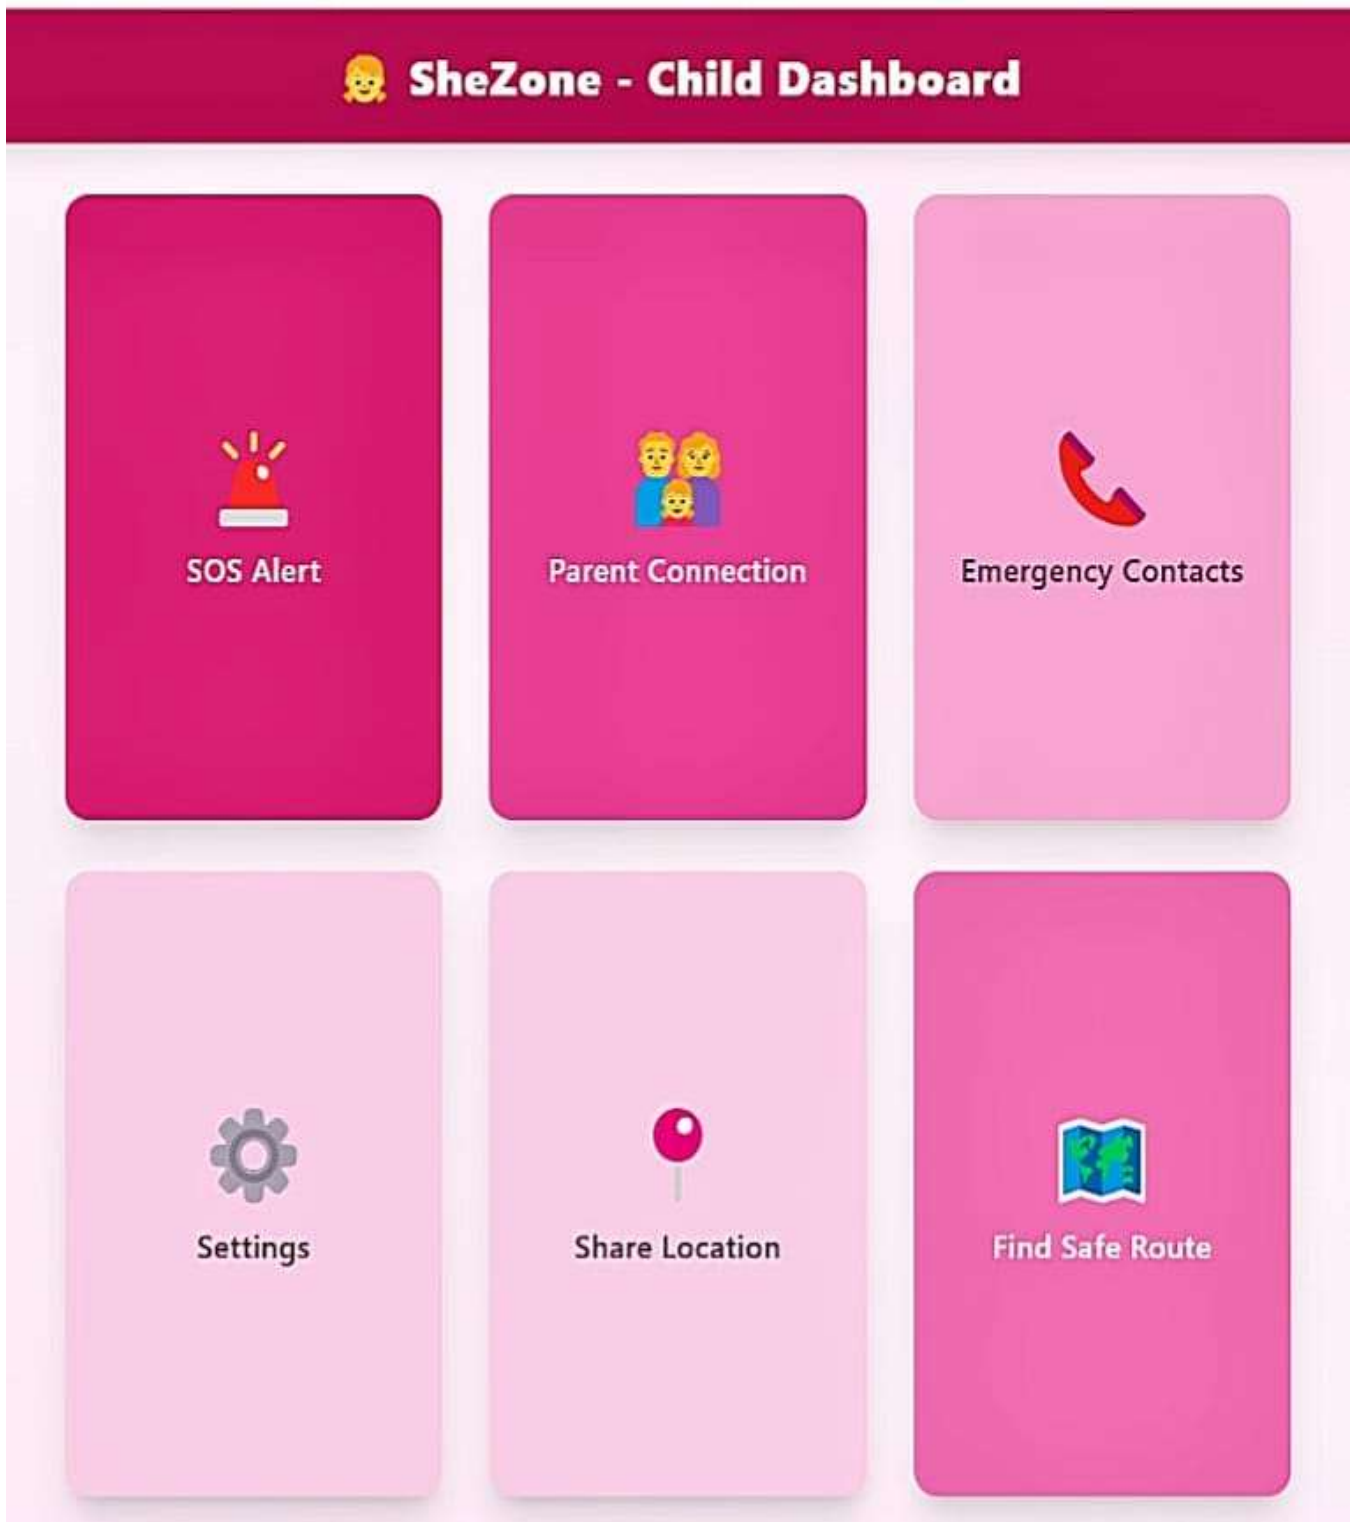 SheZone - Child Dashboard
SOS Alert
Parent Connection
Emergency Contacts
Settings
Share Location
Find Safe Route